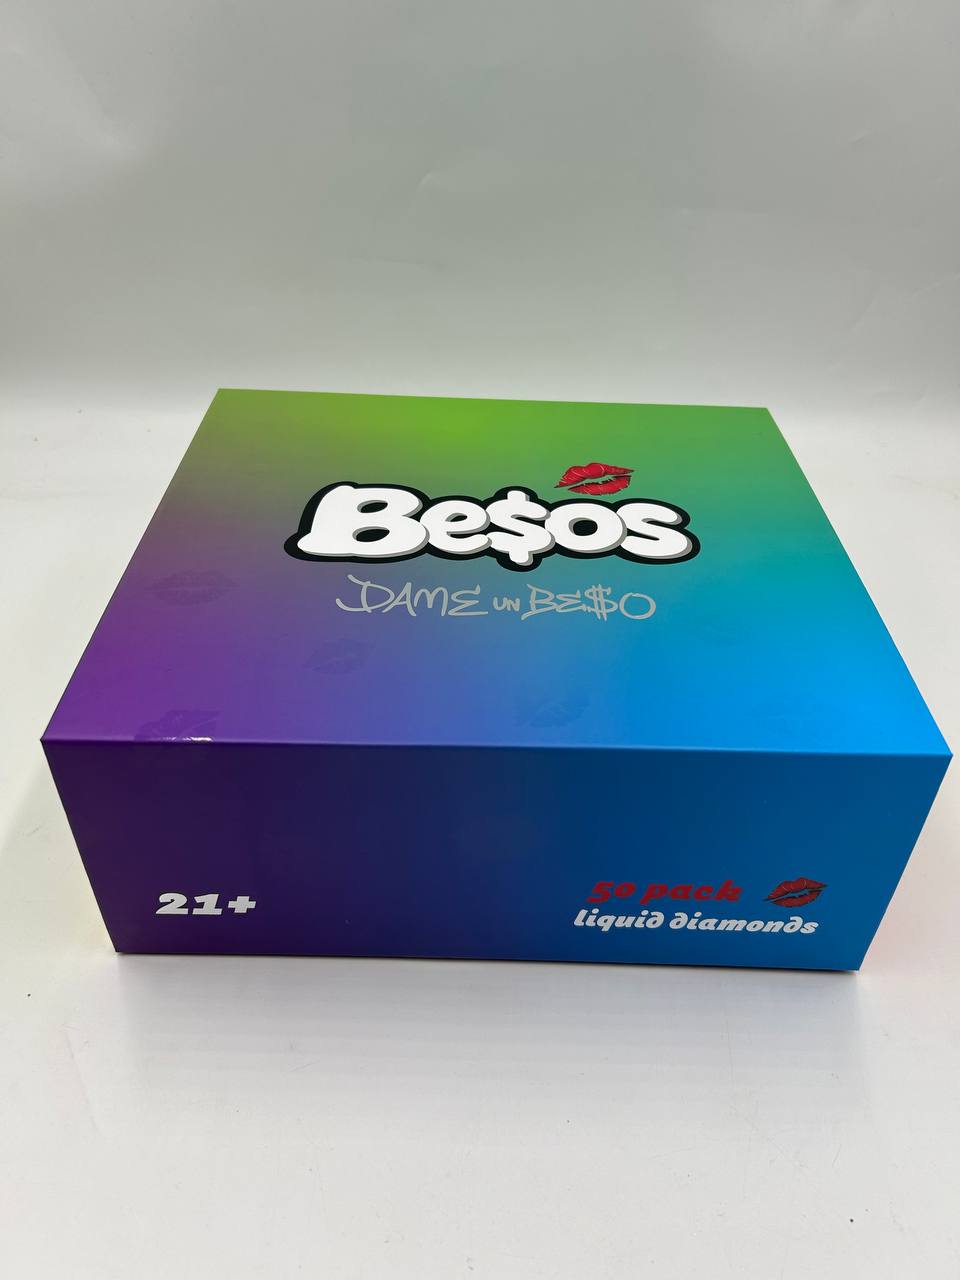 Be$os
DAME UN BE$O
21+
50 pack
liquid diamonds